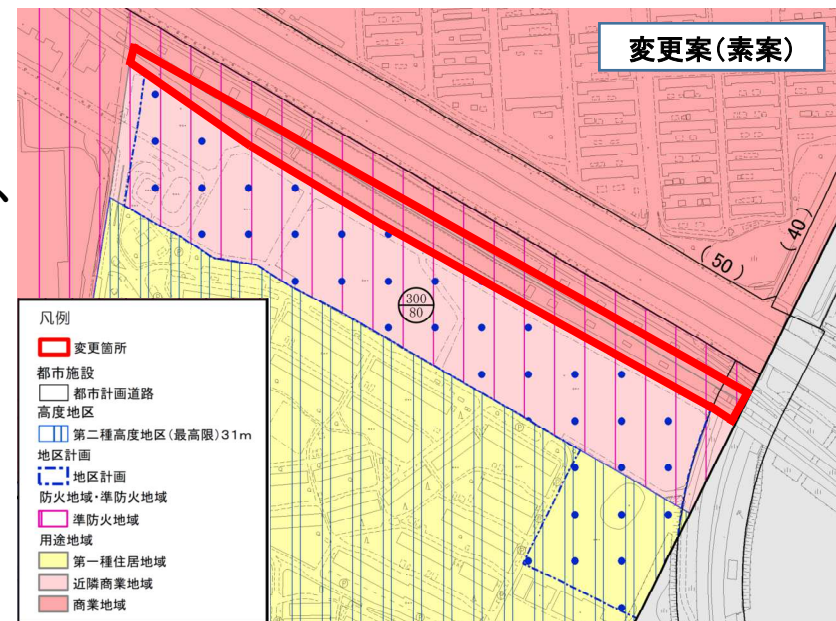 変更案(素案)
(50)
(40)
300
80
凡例
変更箇所
都市施設
都市計画道路
高度地区
第二種高度地区(最高限)31m
地区計画
地区計画
防火地域・準防火地域
準防火地域
用途地域
第一種住居地域
近隣商業地域
商業地域